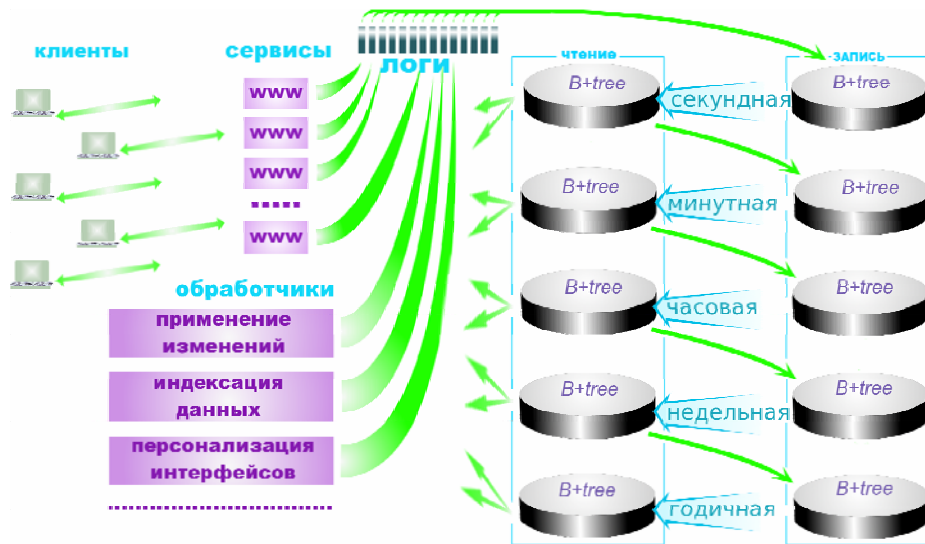 клиенты
сервисы
логи
чтение
запись
www
www
www
www
B+tree
секундная
B+tree
B+tree
минутная
B+tree
B+tree
часовая
B+tree
B+tree
недельная
B+tree
B+tree
годичная
B+tree
обработчики
применение
изменений
индексация
данных
персонализация
интерфейсов